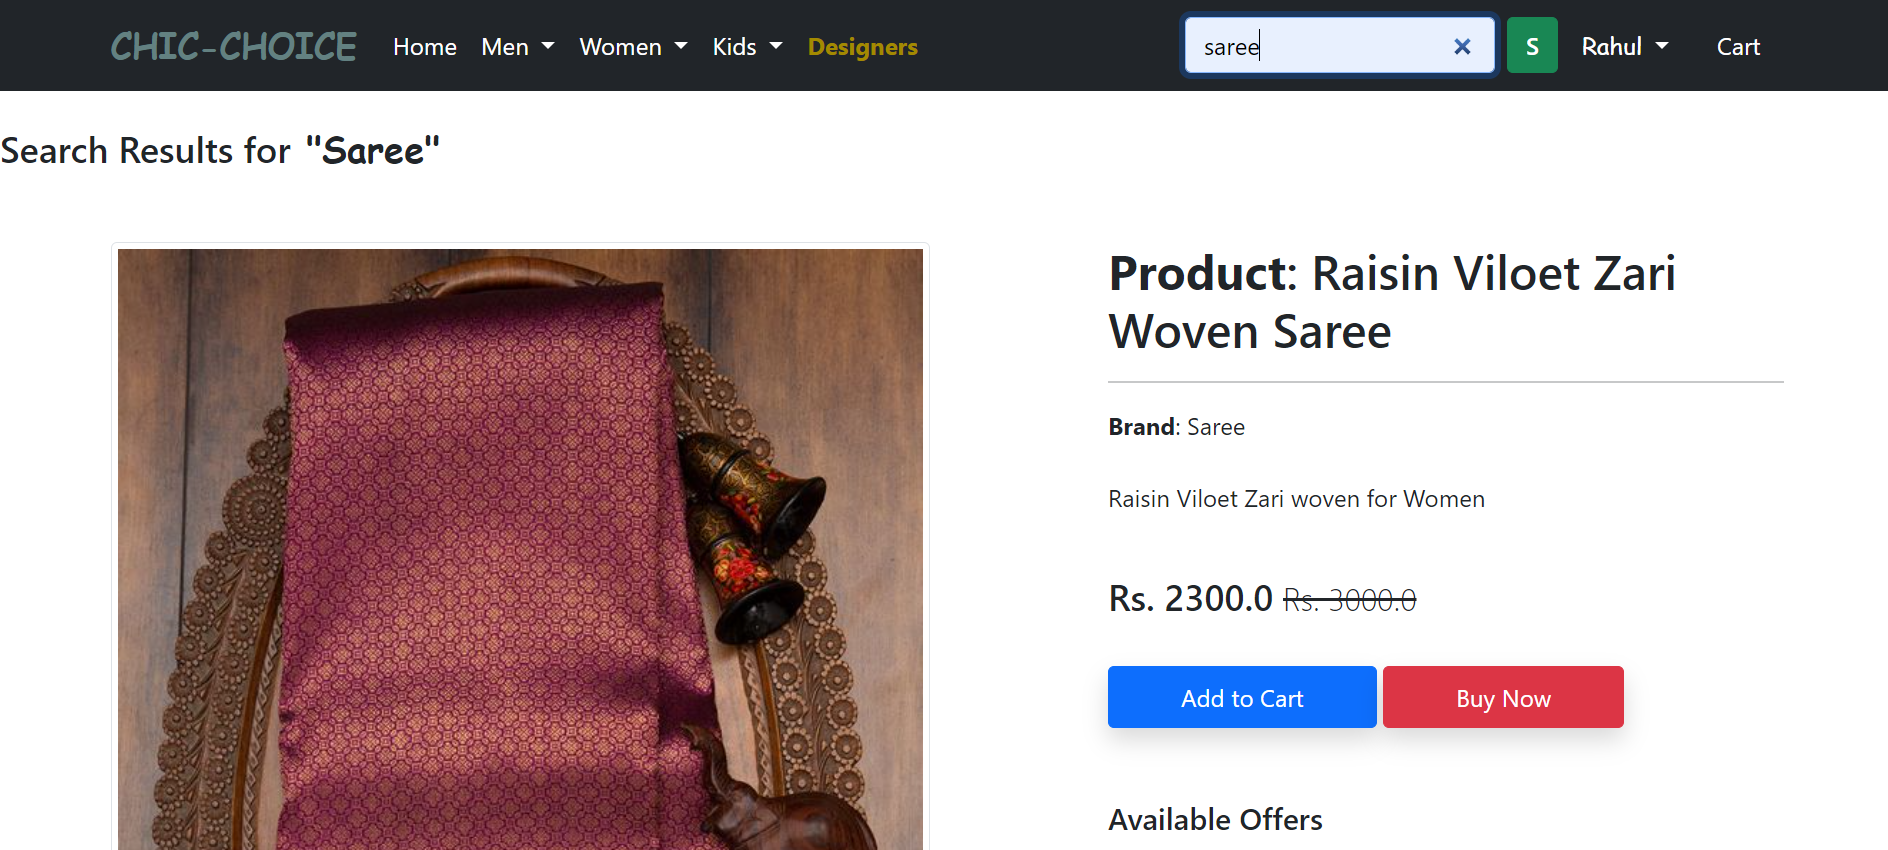 CHIC-CHOICE Home Men Women Kids Designers saree S Rahul Cart
Search Results for "Saree"
Product: Raisin Viloet Zari
Woven Saree
Brand: Saree
Raisin Viloet Zari woven for Women
Rs. 2300.0 Rs. 3000.0
Add to Cart Buy Now
Available Offers